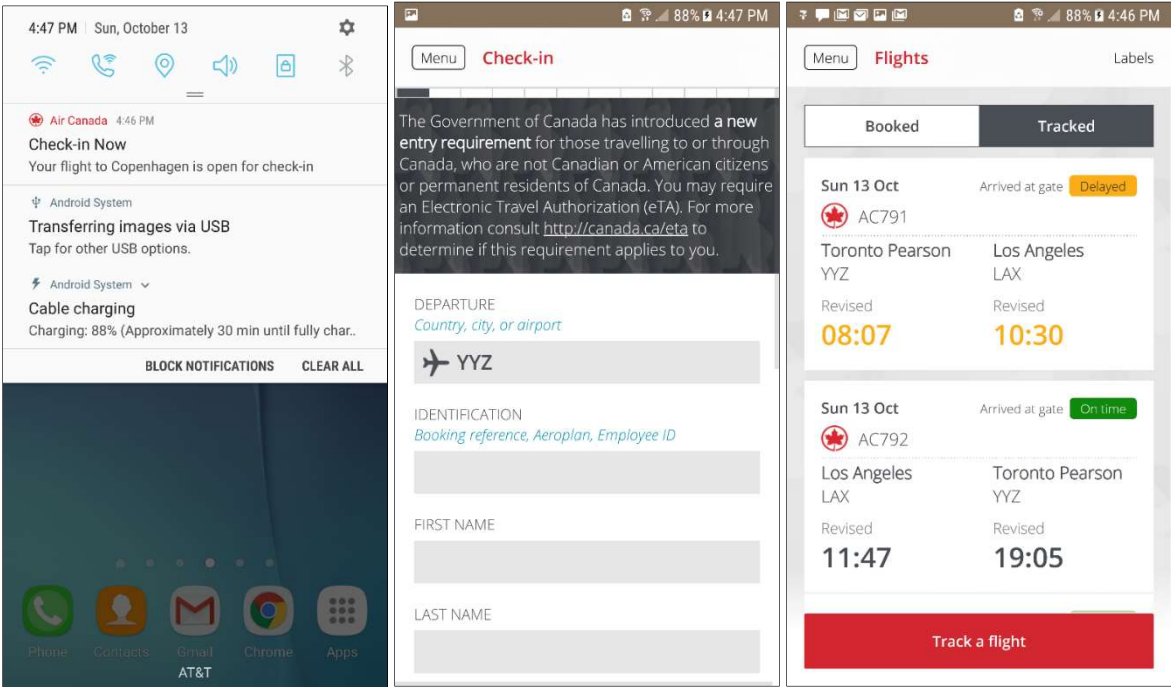 4:47 PM Sun, October 13
Air Canada 4:46 PM
Check-in Now
Your flight to Copenhagen is open for check-in
Android System
Transferring images via USB
Tap for other USB options.
Android System
Cable charging
Charging: 88% (Approximately 30 min until fully char..
BLOCK NOTIFICATIONS CLEAR ALL
Phone Contacts Gmail Chrome Apps
AT&T
88% 4:47 PM
Menu Check-in
The Government of Canada has introduced a new
entry requirement for those travelling to or through
Canada, who are not Canadian or American citizens
or permanent residents of Canada. You may require
an Electronic Travel Authorization (eTA). For more
information consult http://canada.ca/eta to
determine if this requirement applies to you.
DEPARTURE
Country, city, or airport
YYZ
IDENTIFICATION
Booking reference, Aeroplan, Employee ID
FIRST NAME
LAST NAME
88% 4:46 PM
Menu Flights Labels
Booked Tracked
Sun 13 Oct Arrived at gate Delayed
AC791
Toronto Pearson Los Angeles
YYZ LAX
Revised Revised
08:07 10:30
Sun 13 Oct Arrived at gate On time
AC792
Los Angeles Toronto Pearson
LAX YYZ
Revised Revised
11:47 19:05
Track a flight